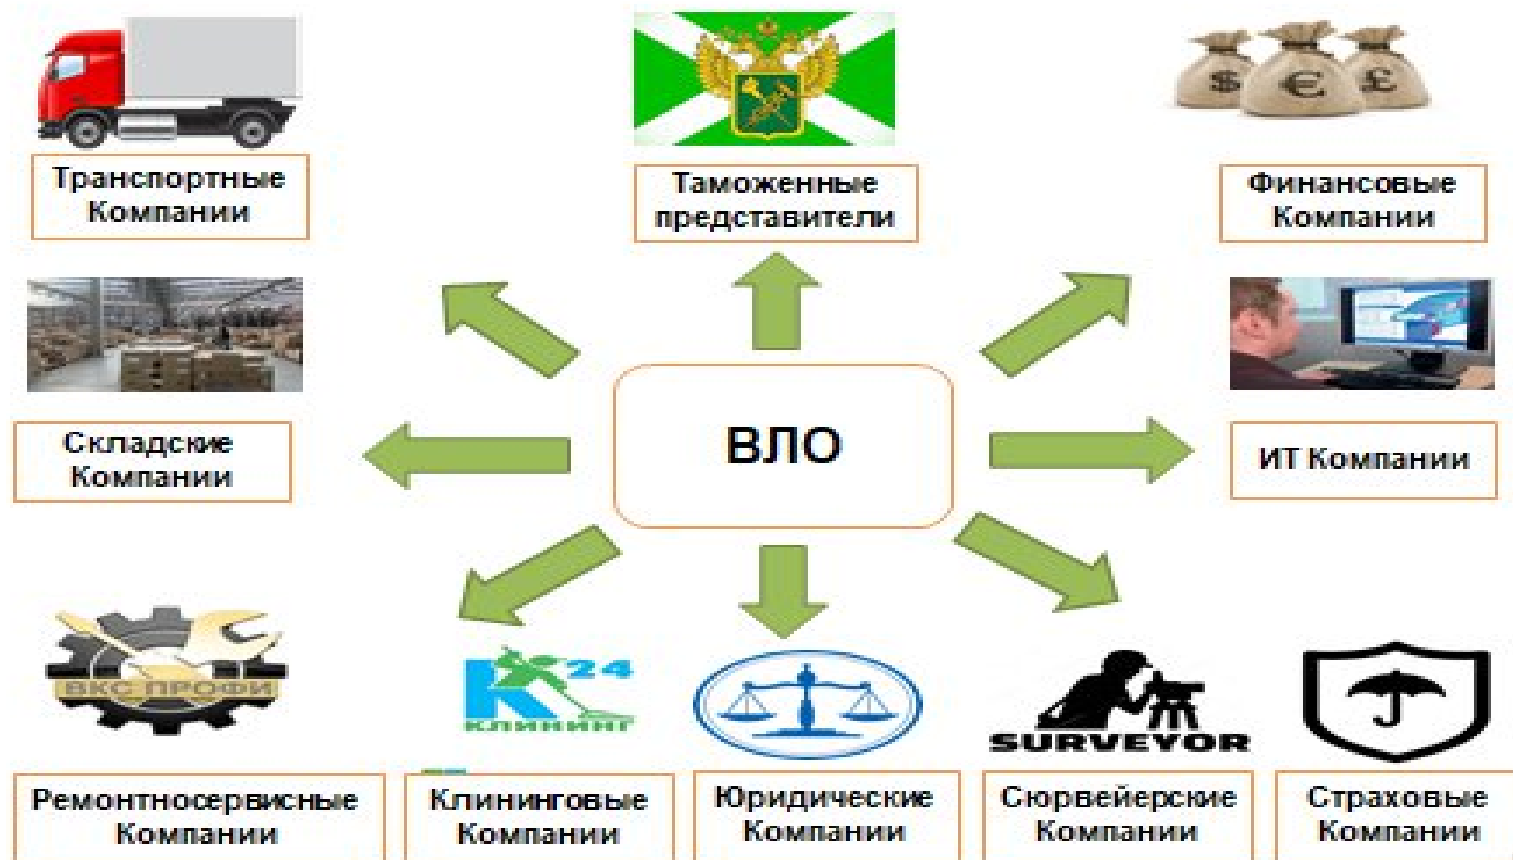 Транспортные
Компании
Таможенные
представители
$ € £
Финансовые
Компании
Складские
Компании
ВЛО
ИТ Компании
ВКС ПРОФИ
К 24
КЛИНИНГ
SURVEYOR
Ремонтносервисные
Компании
Клининговые
Компании
Юридические
Компании
Сюрвейерские
Компании
Страховые
Компании